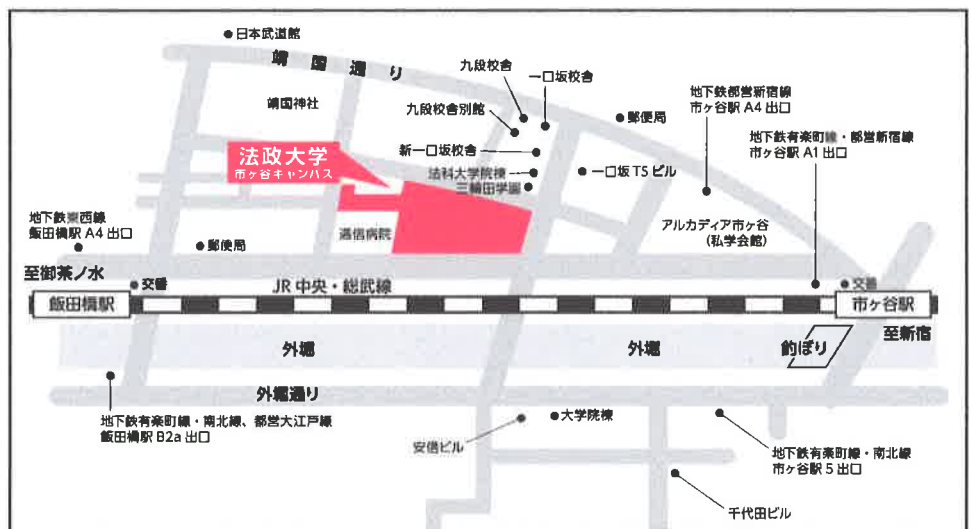 日本武道館
靖国通り
九段校舎
一口坂校舎
靖国神社
九段校舎別館
郵便局
地下鉄都営新宿線
市ヶ谷駅 A4 出口
地下鉄有楽町線・都営新宿線
市ヶ谷駅 A1 出口
法政大学
市ヶ谷キャンパス
新一口坂校舎
法科大学院棟
三輪田学園
一口坂 TS ビル
アルカディア市ヶ谷
(私学会館)
地下鉄東西線
飯田橋駅 A4 出口
郵便局
逓信病院
至御茶ノ水
交番
JR 中央・総武線
交番
飯田橋駅
市ヶ谷駅
至新宿
外堀
外堀
釣ぼり
外堀通り
地下鉄有楽町線・南北線、都営大江戸線
飯田橋駅 B2a 出口
安信ビル
大学院棟
地下鉄有楽町線・南北線
市ヶ谷駅 5 出口
千代田ビル